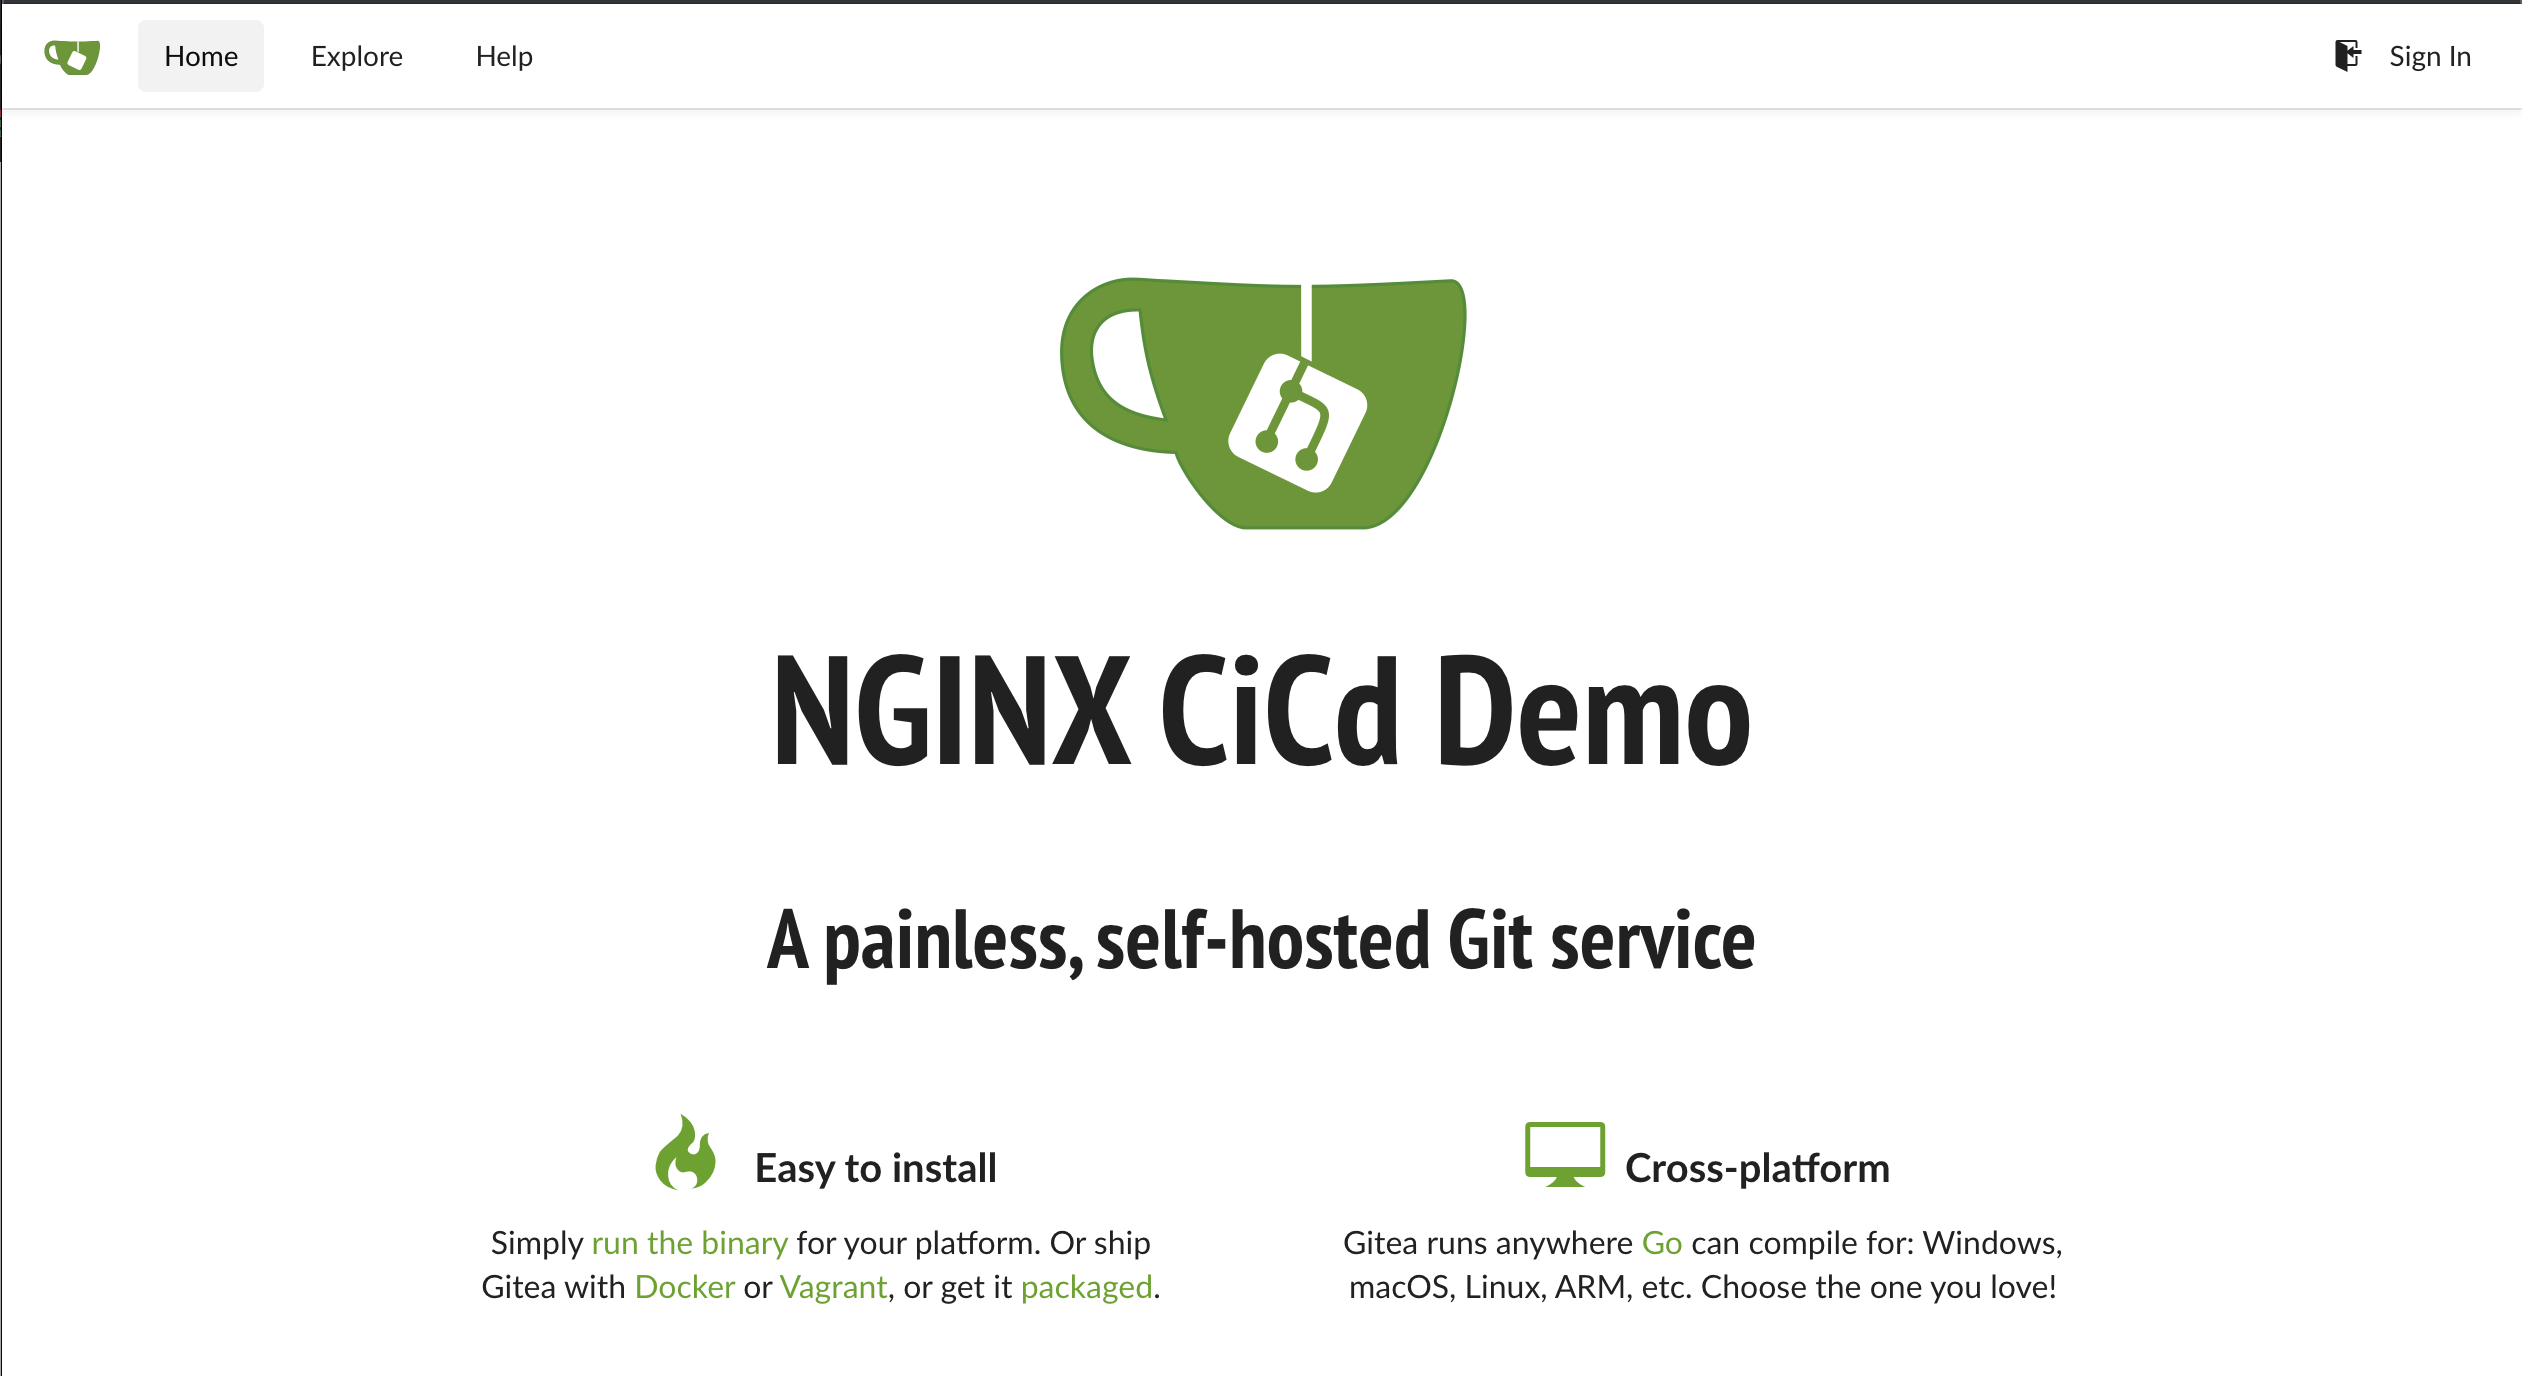 Home Explore Help Sign In
NGINX CiCd Demo
A painless, self-hosted Git service
Easy to install
Simply run the binary for your platform. Or ship
Gitea with Docker or Vagrant, or get it packaged.
Cross-platform
Gitea runs anywhere Go can compile for: Windows,
macOS, Linux, ARM, etc. Choose the one you love!